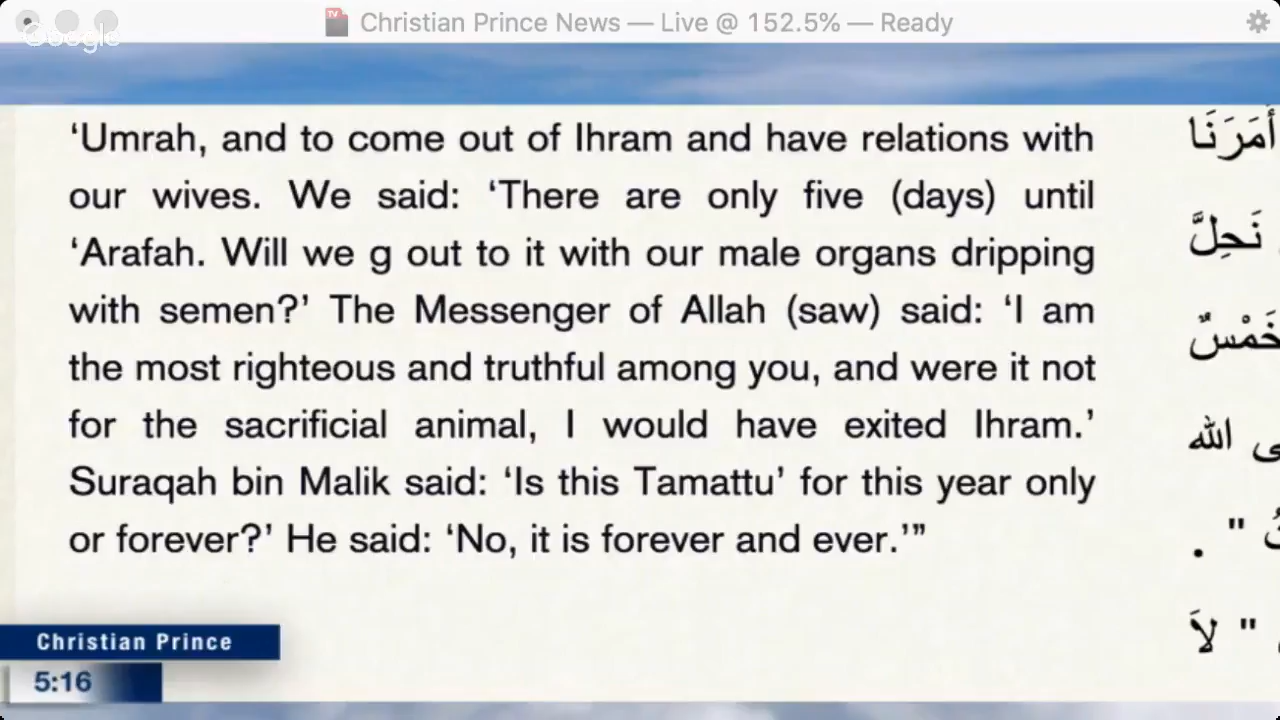 Christian Prince News — Live @ 152.5% — Ready
Google
‘Umrah, and to come out of Ihram and have relations with
our wives. We said: ‘There are only five (days) until
‘Arafah. Will we g out to it with our male organs dripping
with semen?’ The Messenger of Allah (saw) said: ‘I am
the most righteous and truthful among you, and were it not
for the sacrificial animal, I would have exited Ihram.’
Suraqah bin Malik said: ‘Is this Tamattu’ for this year only
or forever?’ He said: ‘No, it is forever and ever.’”
أَمَرَنَا
نَحِلَّ
خَمْسٌ
الله
" .
" لاَ
Christian Prince
5:16